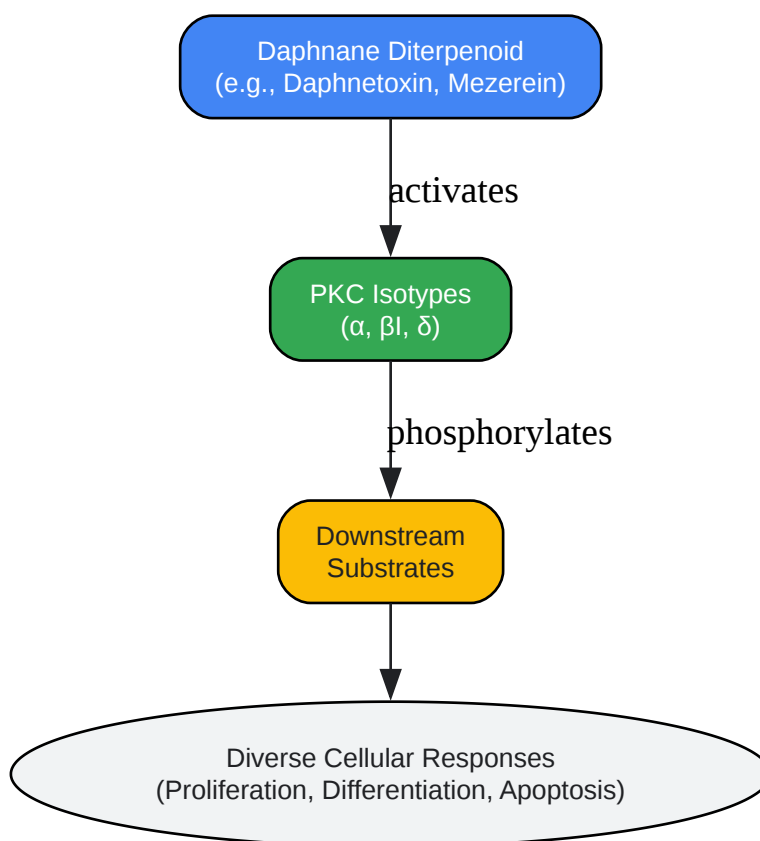 Daphnane Diterpenoid
(e.g., Daphnetoxin, Mezerein)
activates
PKC Isotypes
(α, βI, δ)
phosphorylates
Downstream
Substrates
Diverse Cellular Responses
(Proliferation, Differentiation, Apoptosis)